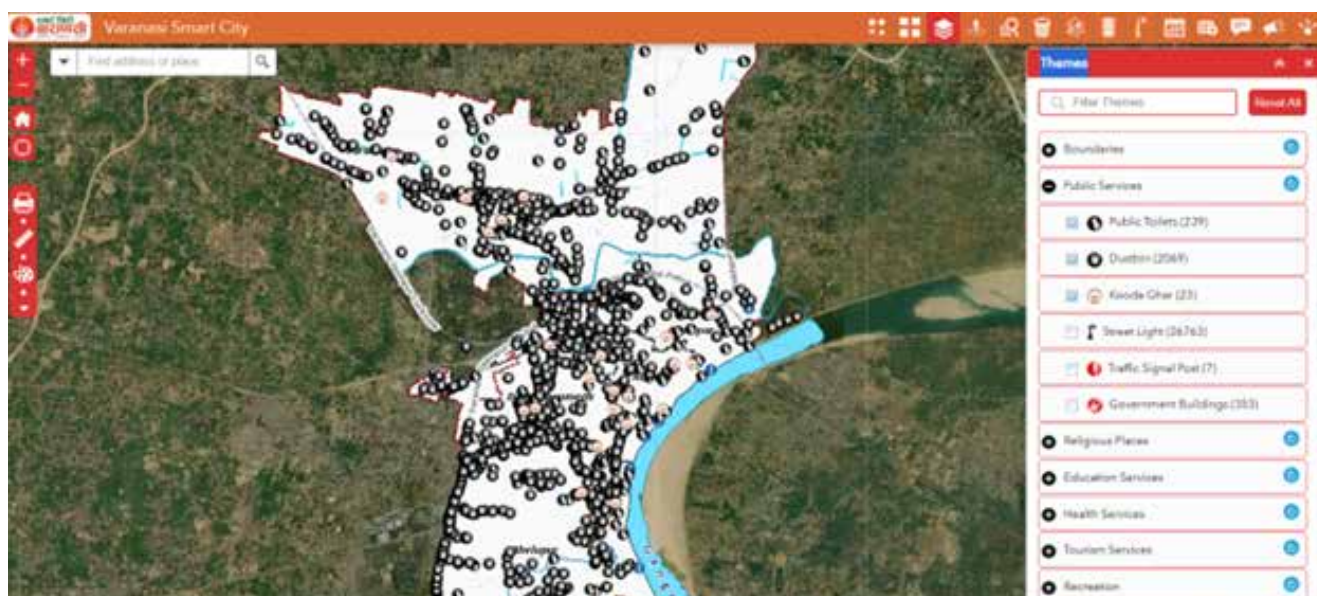 Varanasi Smart City
Find address or place
Themes
Filter Themes
Reset All
Boundaries
Public Services
Public Toilets (239)
Dustbin (2069)
Kooda Ghar (23)
Street Light (36763)
Traffic Signal Post (7)
Government Buildings (383)
Religious Places
Education Services
Health Services
Tourism Services
Recreation